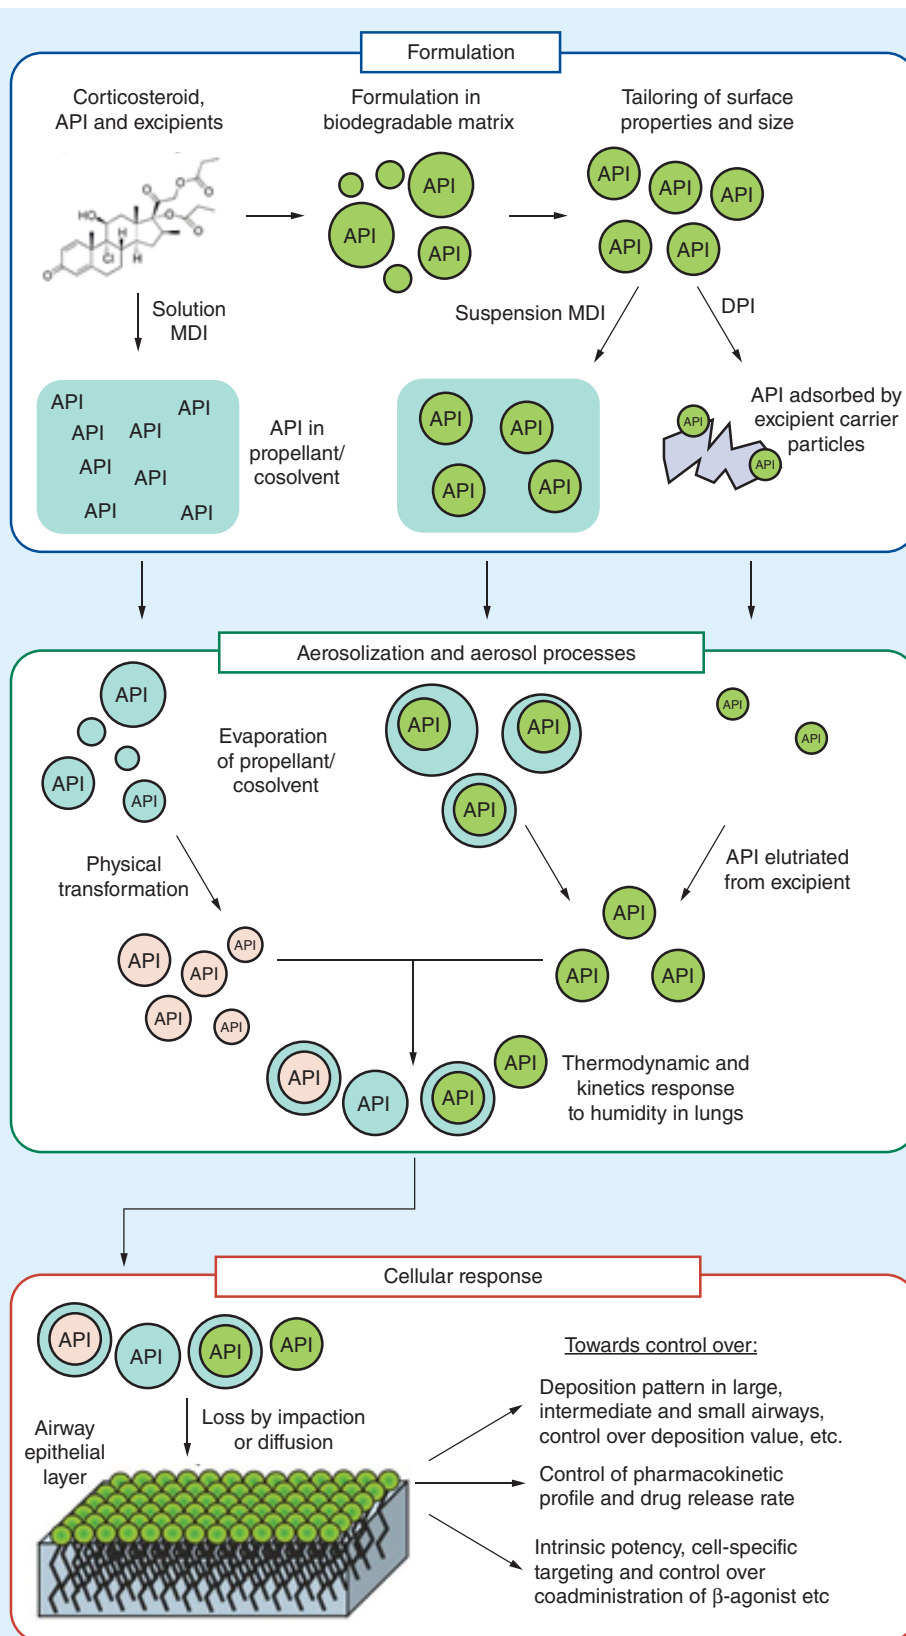 Formulation
Corticosteroid,
API and excipients
Formulation in
biodegradable matrix
Tailoring of surface
properties and size
O
O
O
O
O
HO
H
Cl
H
O
API
API
API
API
API
API
API
API
Solution
MDI
Suspension MDI
DPI
API
API
API
API
API
API
API
API
API in
propellant/
cosolvent
API
API
API
API
API adsorbed by
excipient carrier
particles
API
API
Aerosolization and aerosol processes
API
API
API
Evaporation
of propellant/
cosolvent
API
API
API
API
API
Physical
transformation
API elutriated
from excipient
API
API
API
API
API
API
API
API
API
API
API
API
Thermodynamic and
kinetics response
to humidity in lungs
Cellular response
API
API
API
API
Loss by impaction
or diffusion
Airway
epithelial
layer
Towards control over:
Deposition pattern in large,
intermediate and small airways,
control over deposition value, etc.
Control of pharmacokinetic
profile and drug release rate
Intrinsic potency, cell-specific
targeting and control over
coadministration of β-agonist etc